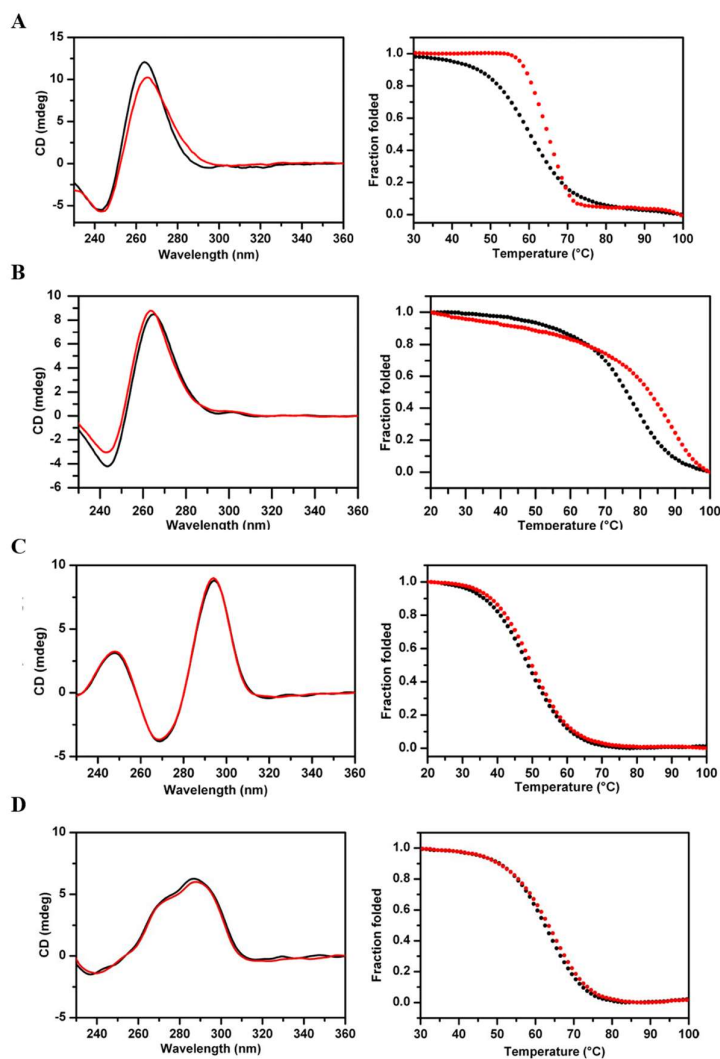 A
CD (mdeg)
15
10
5
0
-5
240 260 280 300 320 340 360
Wavelength (nm)
Fraction folded
1.0
0.8
0.6
0.4
0.2
0.0
30 40 50 60 70 80 90 100
Temperature (°C)
B
CD (mdeg)
10
8
6
4
2
0
-2
-4
-6
240 260 280 300 320 340 360
Wavelength (nm)
Fraction folded
1.0
0.8
0.6
0.4
0.2
0.0
20 30 40 50 60 70 80 90 100
Temperature (°C)
C
CD (mdeg)
10
5
0
-5
240 260 280 300 320 340 360
Wavelength (nm)
Fraction folded
1.0
0.8
0.6
0.4
0.2
0.0
20 30 40 50 60 70 80 90 100
Temperature (°C)
D
CD (mdeg)
10
5
0
-5
240 260 280 300 320 340 360
Wavelength (nm)
Fraction folded
1.0
0.8
0.6
0.4
0.2
0.0
30 40 50 60 70 80 90 100
Temperature (°C)